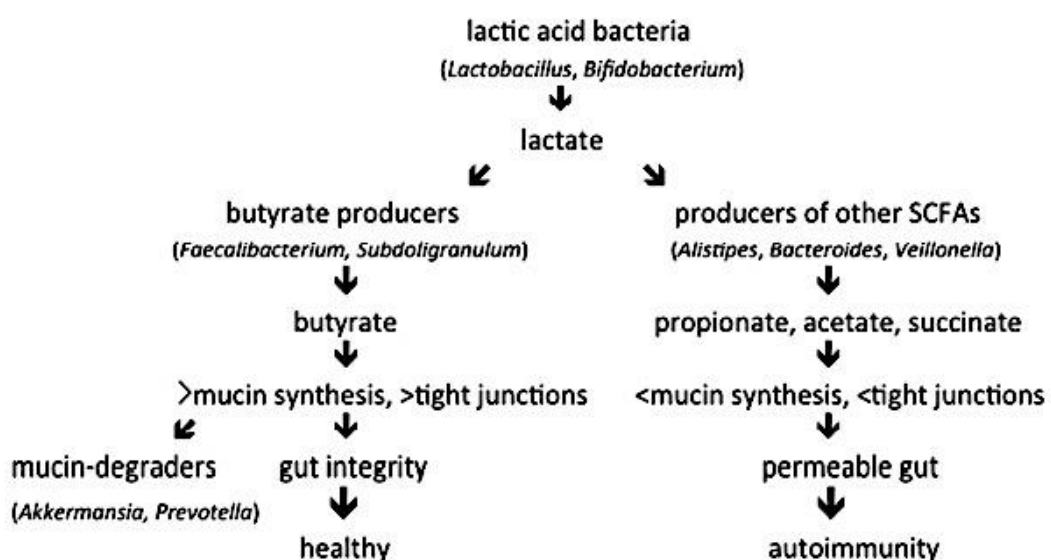 lactic acid bacteria
(Lactobacillus, Bifidobacterium)
lactate
butyrate producers
(Faecalibacterium, Subdoligranulum)
producers of other SCFAs
(Alistipes, Bacteroides, Veillonella)
butyrate
propionate, acetate, succinate
>mucin synthesis, >tight junctions
<mucin synthesis, <tight junctions
mucin-degraders
(Akkermansia, Prevotella)
gut integrity
permeable gut
healthy
autoimmunity